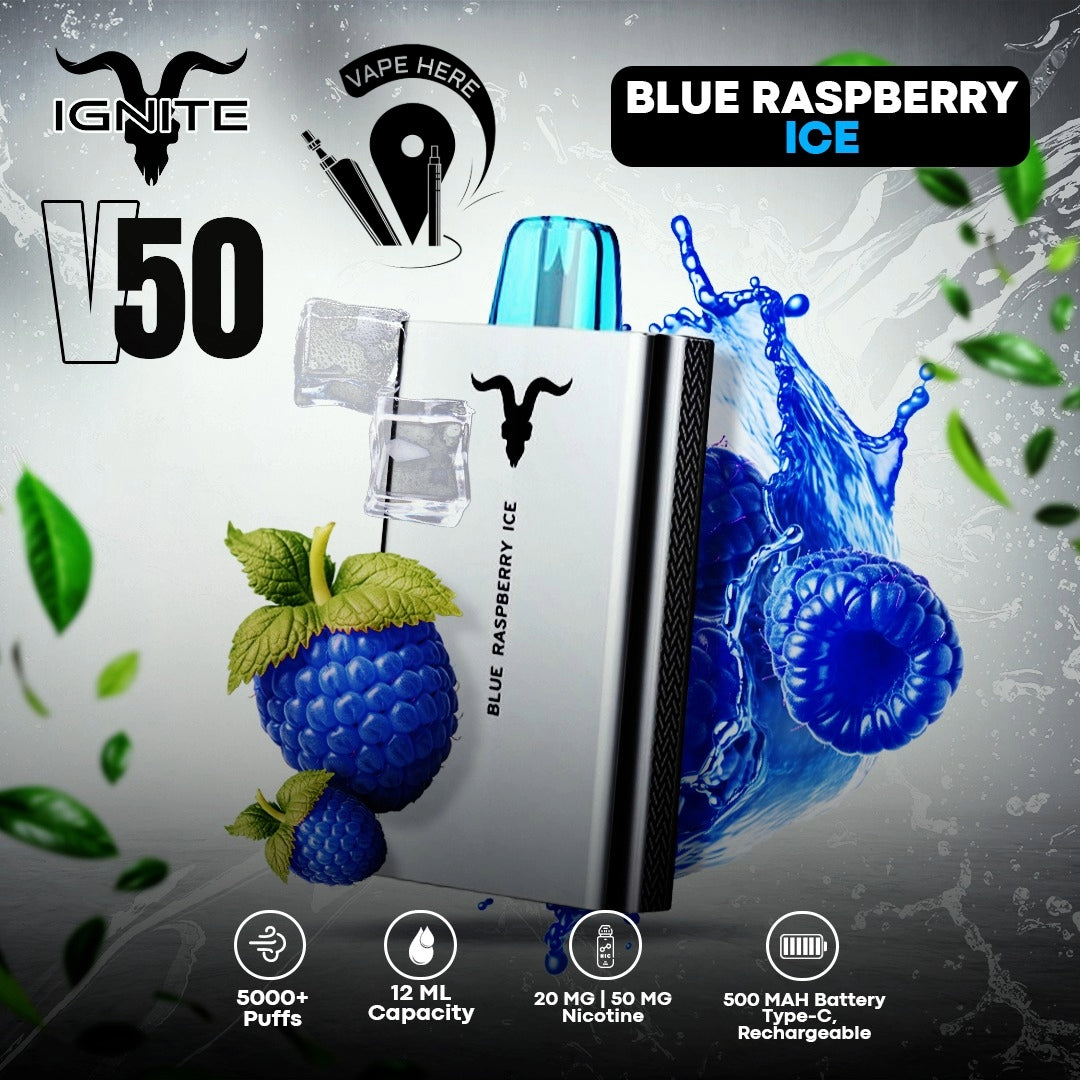 IGNITE
VAPE HERE
V50
BLUE RASPBERRY
ICE
BLUE RASPBERRY ICE
5000+
Puffs
12 ML
Capacity
NIC
20 MG | 50 MG
Nicotine
500 MAH Battery
Type-C,
Rechargeable